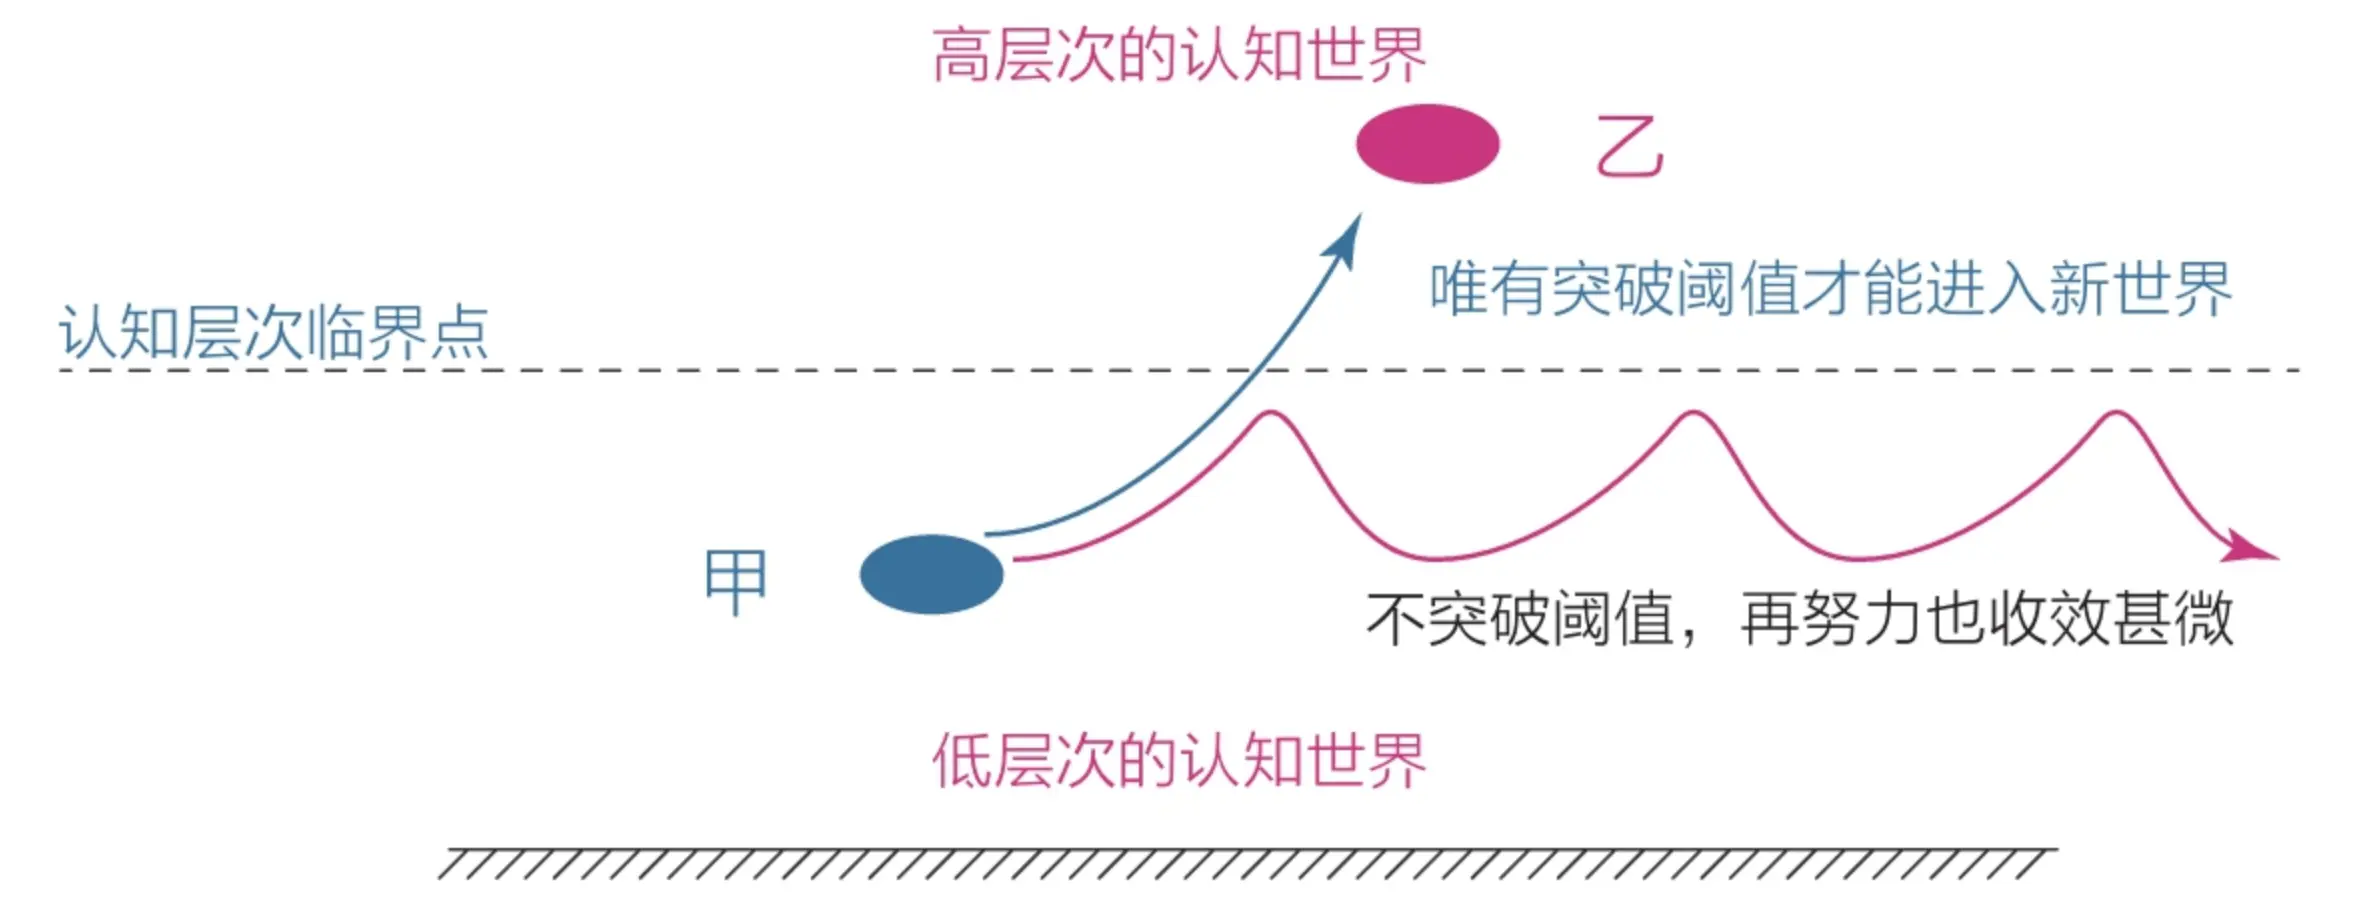 高层次的认知世界
乙
唯有突破阈值才能进入新世界
认知层次临界点
甲
不突破阈值，再努力也收效甚微
低层次的认知世界